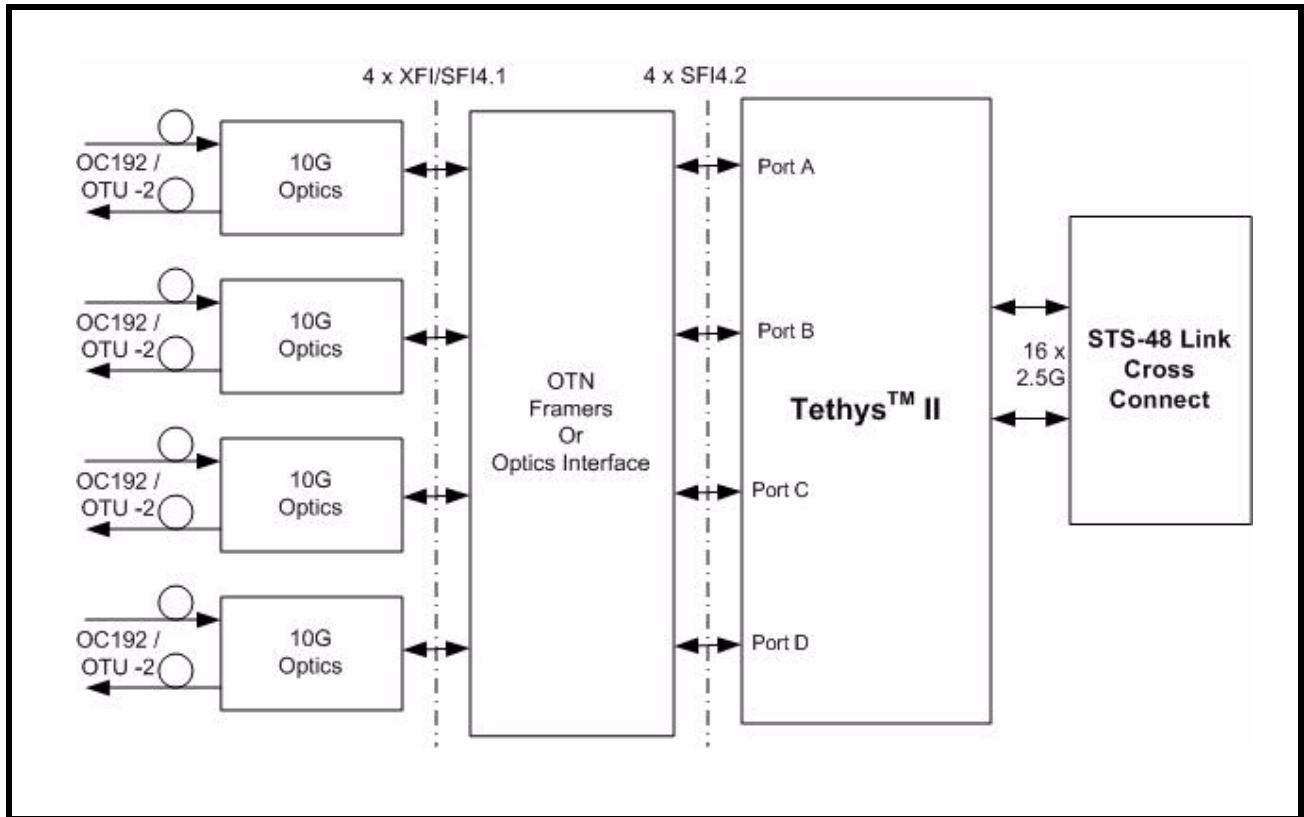 4 x XFI/SFI4.1
4 x SFI4.2
OC192 /
OTU -2
10G
Optics
OC192 /
OTU -2
10G
Optics
OC192 /
OTU -2
10G
Optics
OC192 /
OTU -2
10G
Optics
OTN
Framers
Or
Optics Interface
Port A
Port B
Port C
Port D
Tethys™ II
16 x
2.5G
STS-48 Link
Cross
Connect